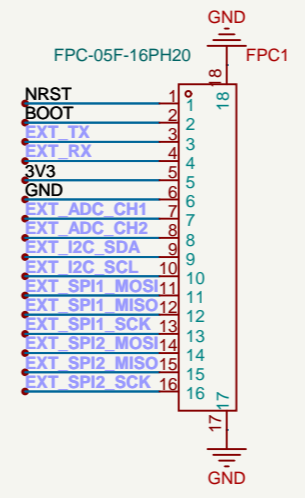 GND
FPC-05F-16PH20 FPC1
18
18
NRST 1 1
BOOT 2 2
EXT_TX 3 3
EXT_RX 4 4
3V3 5 5
GND 6 6
EXT_ADC_CH1 7 7
EXT_ADC_CH2 8 8
EXT_I2C_SDA 9 9
EXT_I2C_SCL 10 10
EXT_SPI1_MOSI 11 11
EXT_SPI1_MISO 12 12
EXT_SPI1_SCK 13 13
EXT_SPI2_MOSI 14 14
EXT_SPI2_MISO 15 15
EXT_SPI2_SCK 16 16
17
17
GND